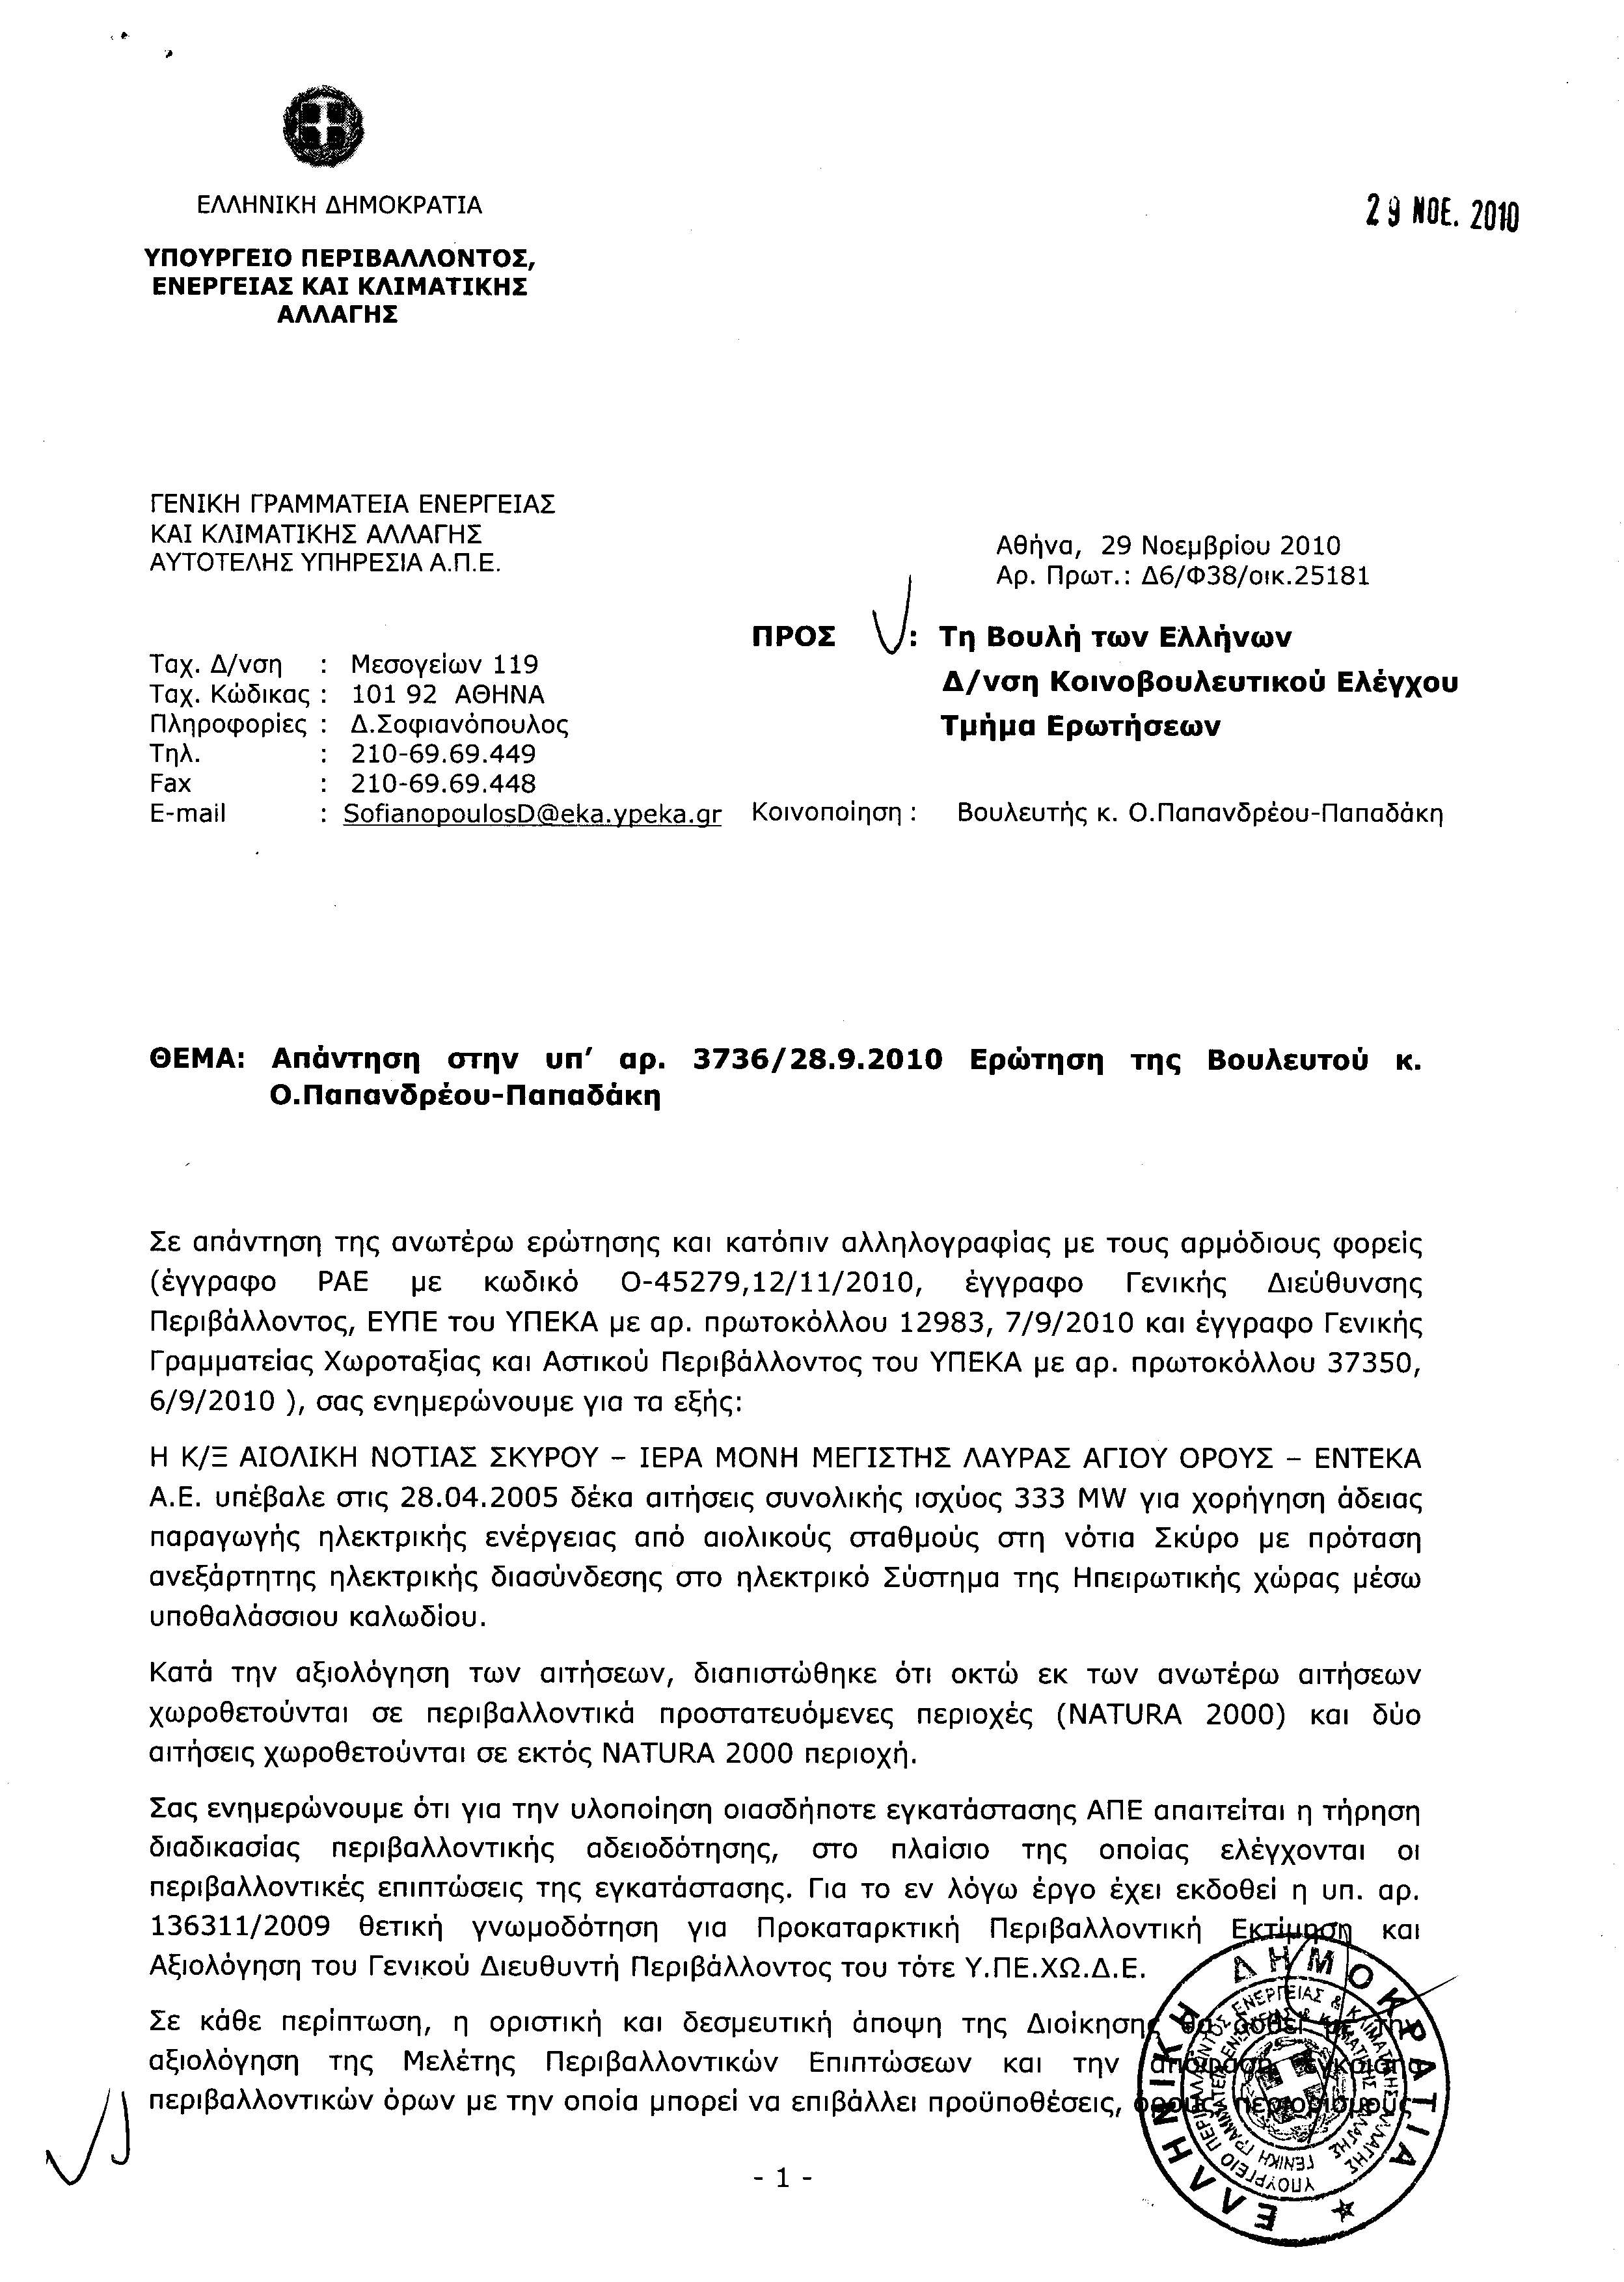 ΕΛΛΗΝΙΚΗ ΔΗΜΟΚΡΑΤΙΑ
29 ΝΟΕ. 2010
ΥΠΟΥΡΓΕΙΟ ΠΕΡΙΒΑΛΛΟΝΤΟΣ,
ΕΝΕΡΓΕΙΑΣ ΚΑΙ ΚΛΙΜΑΤΙΚΗΣ
ΑΛΛΑΓΗΣ
ΓΕΝΙΚΗ ΓΡΑΜΜΑΤΕΙΑ ΕΝΕΡΓΕΙΑΣ
ΚΑΙ ΚΛΙΜΑΤΙΚΗΣ ΑΛΛΑΓΗΣ
ΑΥΤΟΤΕΛΗΣ ΥΠΗΡΕΣΙΑ Α.Π.Ε.
Αθήνα, 29 Νοεμβρίου 2010
Αρ. Πρωτ.: Δ6/Φ38/οικ.25181
Ταχ. Δ/νση : Μεσογείων 119
Ταχ. Κώδικας : 101 92 ΑΘΗΝΑ
Πληροφορίες : Δ.Σοφιανόπουλος
Τηλ. : 210-69.69.449
Fax : 210-69.69.448
E-mail : SofianopoulosD@eka.ypeka.gr
ΠΡΟΣ : Τη Βουλή των Ελλήνων
Δ/νση Κοινοβουλευτικού Ελέγχου
Τμήμα Ερωτήσεων
Κοινοποίηση : Βουλευτής κ. Ο.Παπανδρέου-Παπαδάκη
ΘΕΜΑ: Απάντηση στην υπ' αρ. 3736/28.9.2010 Ερώτηση της Βουλευτού κ.
Ο.Παπανδρέου-Παπαδάκη
Σε απάντηση της ανωτέρω ερώτησης και κατόπιν αλληλογραφίας με τους αρμόδιους φορείς
(έγγραφο ΡΑΕ με κωδικό Ο-45279,12/11/2010, έγγραφο Γενικής Διεύθυνσης
Περιβάλλοντος, ΕΥΠΕ του ΥΠΕΚΑ με αρ. πρωτοκόλλου 12983, 7/9/2010 και έγγραφο Γενικής
Γραμματείας Χωροταξίας και Αστικού Περιβάλλοντος του ΥΠΕΚΑ με αρ. πρωτοκόλλου 37350,
6/9/2010 ), σας ενημερώνουμε για τα εξής:
Η Κ/Ξ ΑΙΟΛΙΚΗ ΝΟΤΙΑΣ ΣΚΥΡΟΥ – ΙΕΡΑ ΜΟΝΗ ΜΕΓΙΣΤΗΣ ΛΑΥΡΑΣ ΑΓΙΟΥ ΟΡΟΥΣ – ΕΝΤΕΚΑ
Α.Ε. υπέβαλε στις 28.04.2005 δέκα αιτήσεις συνολικής ισχύος 333 MW για χορήγηση άδειας
παραγωγής ηλεκτρικής ενέργειας από αιολικούς σταθμούς στη νότια Σκύρο με πρόταση
ανεξάρτητης ηλεκτρικής διασύνδεσης στο ηλεκτρικό Σύστημα της Ηπειρωτικής χώρας μέσω
υποθαλάσσιου καλωδίου.
Κατά την αξιολόγηση των αιτήσεων, διαπιστώθηκε ότι οκτώ εκ των ανωτέρω αιτήσεων
χωροθετούνται σε περιβαλλοντικά προστατευόμενες περιοχές (NATURA 2000) και δύο
αιτήσεις χωροθετούνται σε εκτός NATURA 2000 περιοχή.
Σας ενημερώνουμε ότι για την υλοποίηση οιασδήποτε εγκατάστασης ΑΠΕ απαιτείται η τήρηση
διαδικασίας περιβαλλοντικής αδειοδότησης, στο πλαίσιο της οποίας ελέγχονται οι
περιβαλλοντικές επιπτώσεις της εγκατάστασης. Για το εν λόγω έργο έχει εκδοθεί η υπ. αρ.
136311/2009 θετική γνωμοδότηση για Προκαταρκτική Περιβαλλοντική Εκτίμηση και
Αξιολόγηση του Γενικού Διευθυντή Περιβάλλοντος του τότε Υ.ΠΕ.ΧΩ.Δ.Ε.
Σε κάθε περίπτωση, η οριστική και δεσμευτική άποψη της Διοίκησης θα δοθεί με την
αξιολόγηση της Μελέτης Περιβαλλοντικών Επιπτώσεων και την απόφαση έγκρισης
περιβαλλοντικών όρων με την οποία μπορεί να επιβάλλει προϋποθέσεις, όρους, περιορισμούς
ΕΛΛΗΝΙΚΗ ΔΗΜΟΚΡΑΤΙΑ
- 1 -